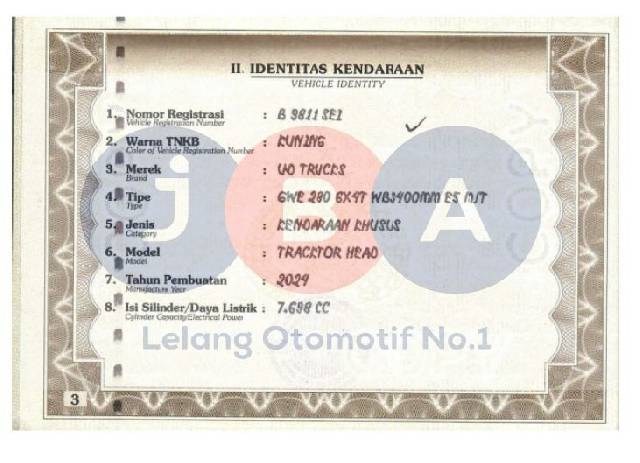 II. IDENTITAS KENDARAAN
VEHICLE IDENTITY
1. Nomor Registrasi : B 9811 SEI
Vehicle Registration Number
2. Warna TNKB : KUNING
Color of Vehicle Registration Number
3. Merek : UD TRUCKS
Brand
4. Tipe : GWE 280 6X4T WB3400MM E5 M/T
Type
5. Jenis : KENDARAAN KHUSUS
Category
6. Model : TRACKTOR HEAD
Model
7. Tahun Pembuatan : 2024
Manufacture Year
8. Isi Silinder/Daya Listrik : 7.698 CC
Cylinder Capacity/Electrical Power
JBA
Lelang Otomotif No.1
3